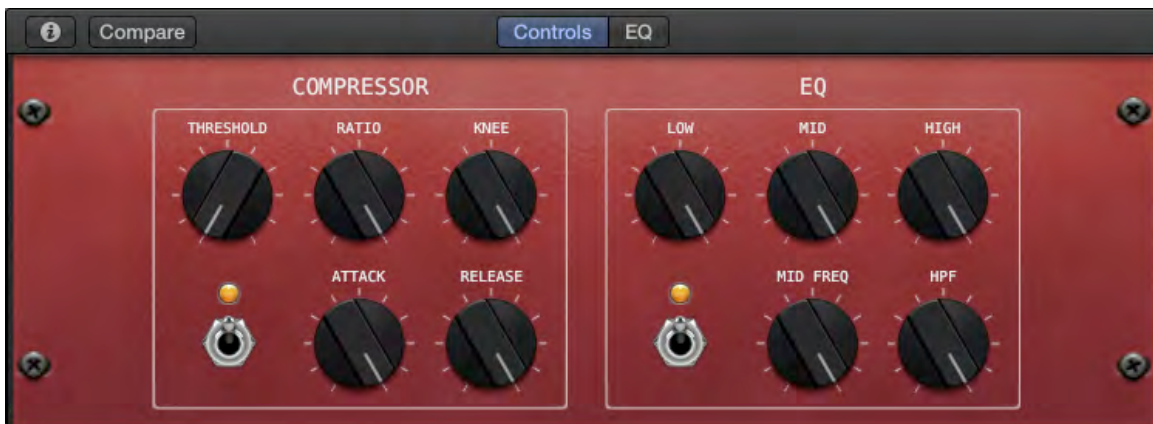 Compare
Controls EQ
COMPRESSOR
THRESHOLD RATIO KNEE
ATTACK RELEASE
EQ
LOW MID HIGH
MID FREQ HPF